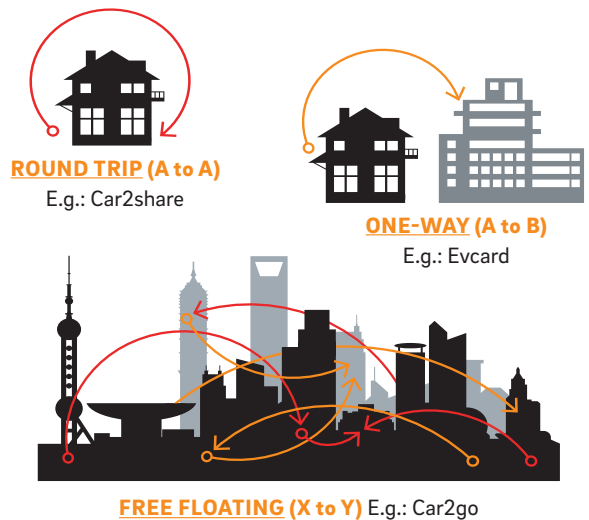 ROUND TRIP (A to A)
E.g.: Car2share
ONE-WAY (A to B)
E.g.: Evcard
FREE FLOATING (X to Y) E.g.: Car2go